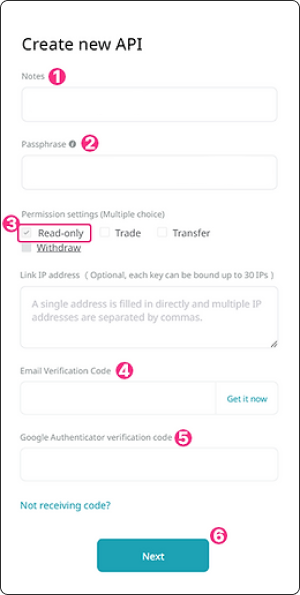 Create new API
Notes 1
Passphrase 2
Permission settings (Multiple choice)
3 Read-only Trade Transfer
Withdraw
Link IP address ( Optional, each key can be bound up to 30 IPs )
A single address is filled in directly and multiple IP
addresses are separated by commas.
Email Verification Code 4
Get it now
Google Authenticator verification code 5
Not receiving code?
6
Next